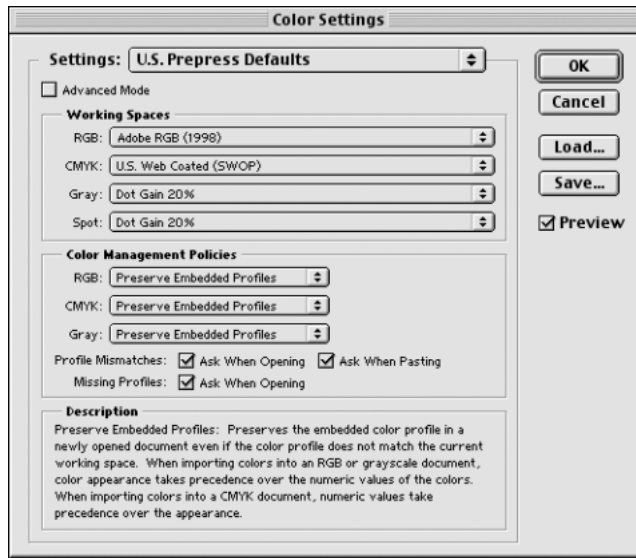 Color Settings
Settings: U.S. Prepress Defaults
Advanced Mode
Working Spaces
RGB: Adobe RGB (1998)
CMYK: U.S. Web Coated (SWOP)
Gray: Dot Gain 20%
Spot: Dot Gain 20%
Color Management Policies
RGB: Preserve Embedded Profiles
CMYK: Preserve Embedded Profiles
Gray: Preserve Embedded Profiles
Profile Mismatches: Ask When Opening Ask When Pasting
Missing Profiles: Ask When Opening
Description
Preserve Embedded Profiles: Preserves the embedded color profile in a
newly opened document even if the color profile does not match the current
working space. When importing colors into an RGB or grayscale document,
color appearance takes precedence over the numeric values of the colors.
When importing colors into a CMYK document, numeric values take
precedence over the appearance.
OK
Cancel
Load...
Save...
Preview